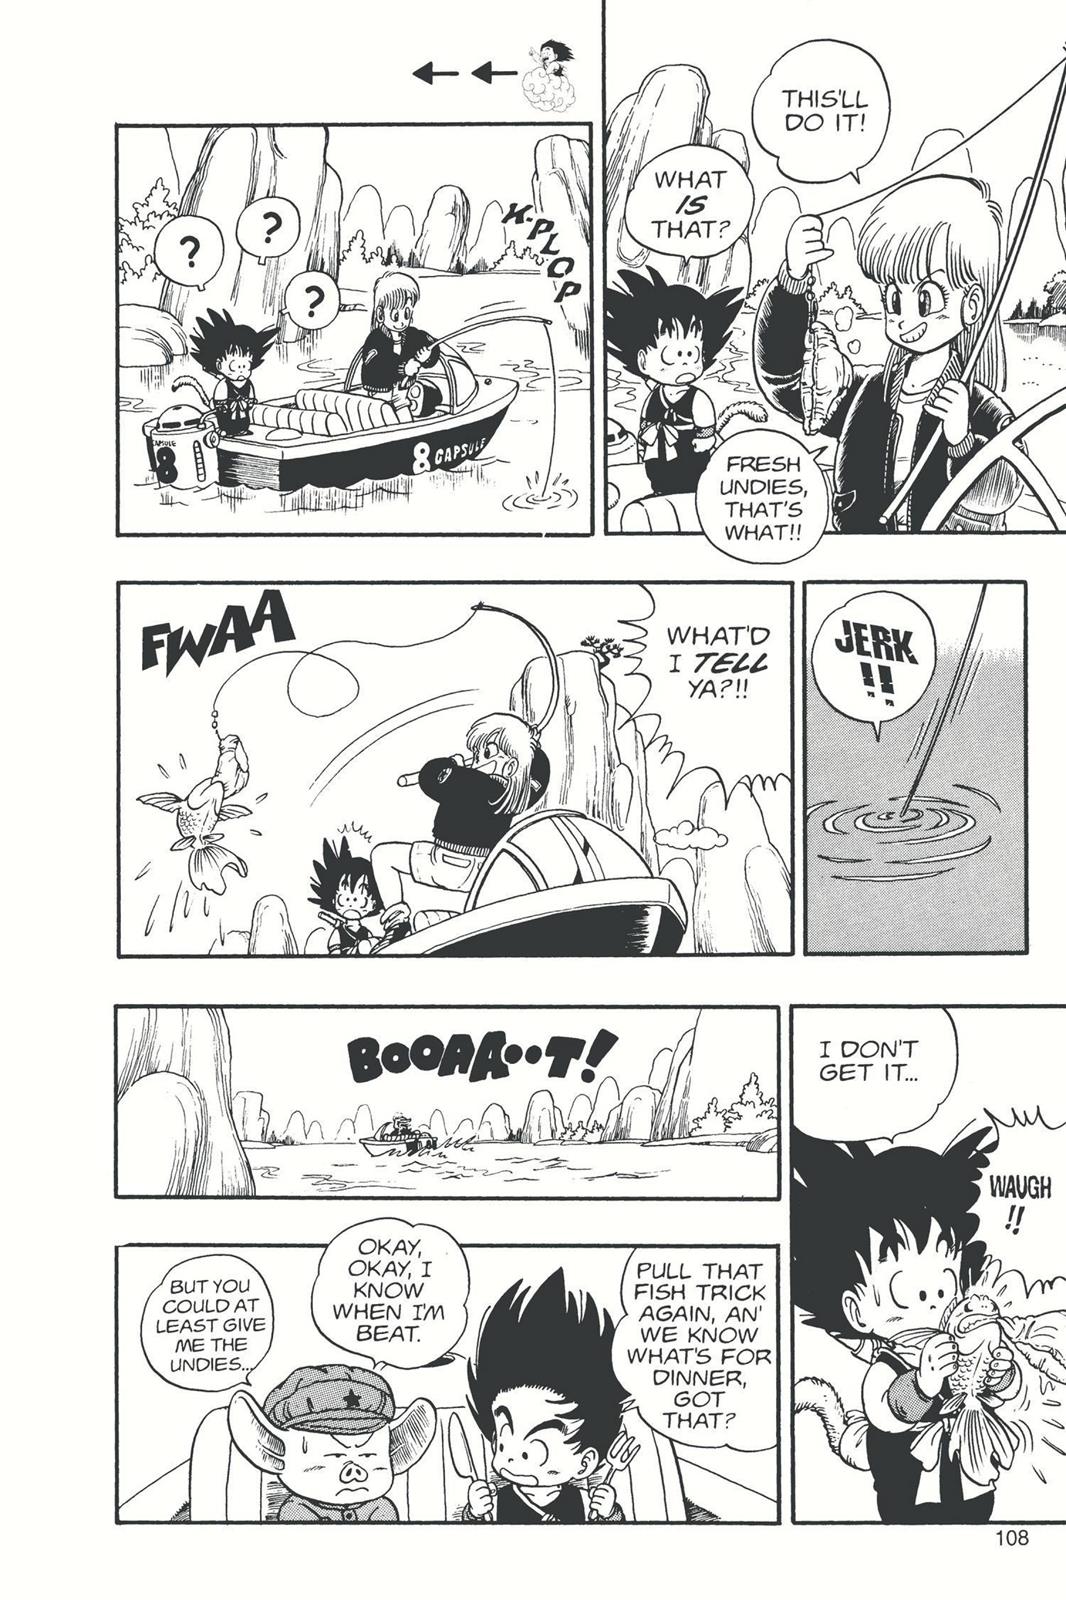 THIS'LL
DO IT!
WHAT
IS
THAT?
FRESH
UNDIES,
THAT'S
WHAT!!
?
?
?
K-PLOP
CAPSULE
8
8 CAPSULE
JERK
!!
WHAT'D
I TELL
YA?!!
FWAA
I DON'T
GET IT...
WAUGH
!!
BOOAA••T!
PULL THAT
FISH TRICK
AGAIN, AN'
WE KNOW
WHAT'S FOR
DINNER,
GOT
THAT?
OKAY,
OKAY, I
KNOW
WHEN I'M
BEAT.
BUT YOU
COULD AT
LEAST GIVE
ME THE
UNDIES...
108